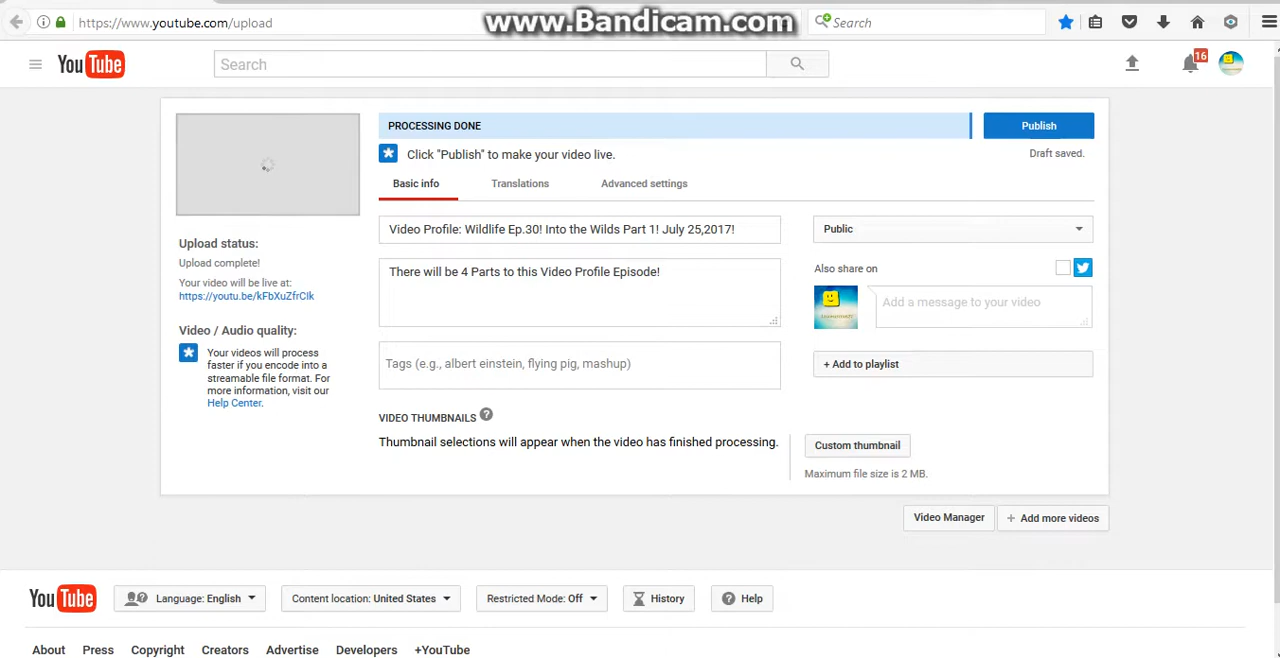 https://www.youtube.com/upload
www.Bandicam.com
Search
YouTube
Search
16
PROCESSING DONE
Publish
Click "Publish" to make your video live.
Draft saved.
Basic info
Translations
Advanced settings
Video Profile: Wildlife Ep.30! Into the Wilds Part 1! July 25,2017!
Public
Upload status:
Upload complete!
Your video will be live at:
https://youtu.be/kFbXuZfrCIk
There will be 4 Parts to this Video Profile Episode!
Also share on
Add a message to your video
Video / Audio quality:
Your videos will process
faster if you encode into a
streamable file format. For
more information, visit our
Help Center.
Tags (e.g., albert einstein, flying pig, mashup)
+ Add to playlist
VIDEO THUMBNAILS ?
Thumbnail selections will appear when the video has finished processing.
Custom thumbnail
Maximum file size is 2 MB.
Video Manager
+ Add more videos
YouTube
Language: English
Content location: United States
Restricted Mode: Off
History
Help
About
Press
Copyright
Creators
Advertise
Developers
+YouTube